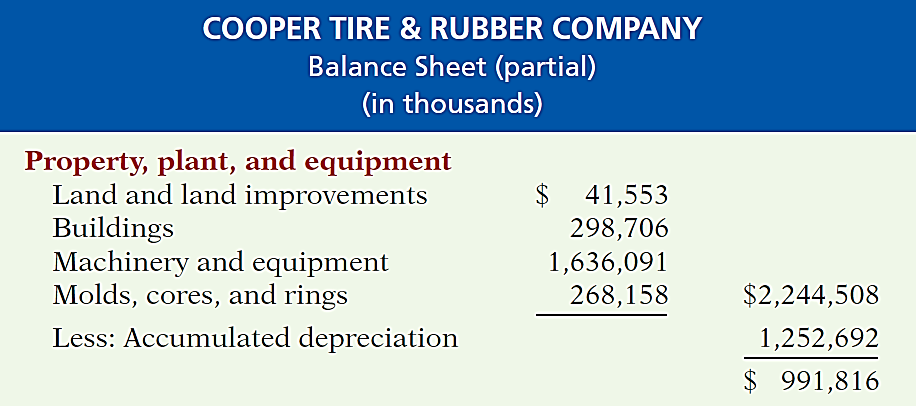 COOPER TIRE & RUBBER COMPANY
Balance Sheet (partial)
(in thousands)
Property, plant, and equipment
Land and land improvements $ 41,553
Buildings 298,706
Machinery and equipment 1,636,091
Molds, cores, and rings 268,158 $2,244,508
Less: Accumulated depreciation 1,252,692
$ 991,816